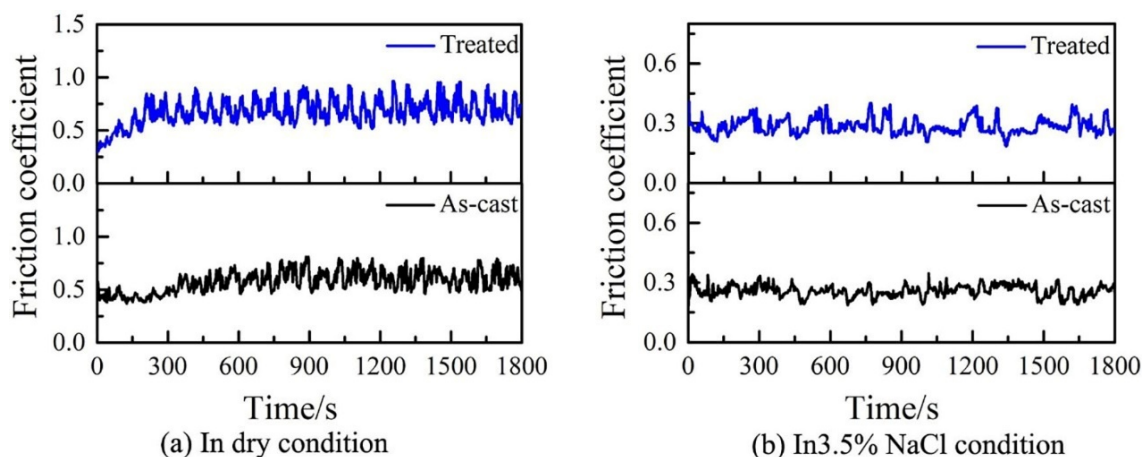 Friction coefficient
1.5
1.0
0.5
0.0
1.0
0.5
0.0
Treated
As-cast
0 300 600 900 1200 1500 1800
Time/s
(a) In dry condition
Friction coefficient
0.6
0.3
0.0
0.6
0.3
0.0
Treated
As-cast
0 300 600 900 1200 1500 1800
Time/s
(b) In3.5% NaCl condition